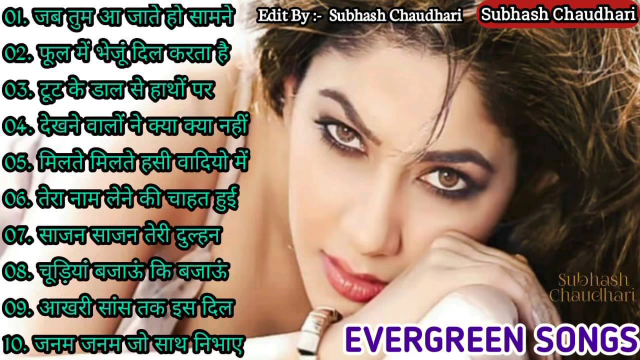 01. जब तुम आ जाते हो सामने
Edit By :- Subhash Chaudhari
Subhash Chaudhari
02. फूल में भेजूं दिल करता है
03. टूट के डाल से हाथों पर
04. देखने वालों ने क्या क्या नहीं
05. मिलते मिलते हसी वादियो में
06. तेरा नाम लेने की चाहत हुई
07. साजन साजन तेरी दुल्हन
08. चूड़ियां बजाऊं कि बजाऊं
09. आखरी सांस तक इस दिल
10. जनम जनम जो साथ निभाए
Subhash
Chaudhari
EVERGREEN SONGS